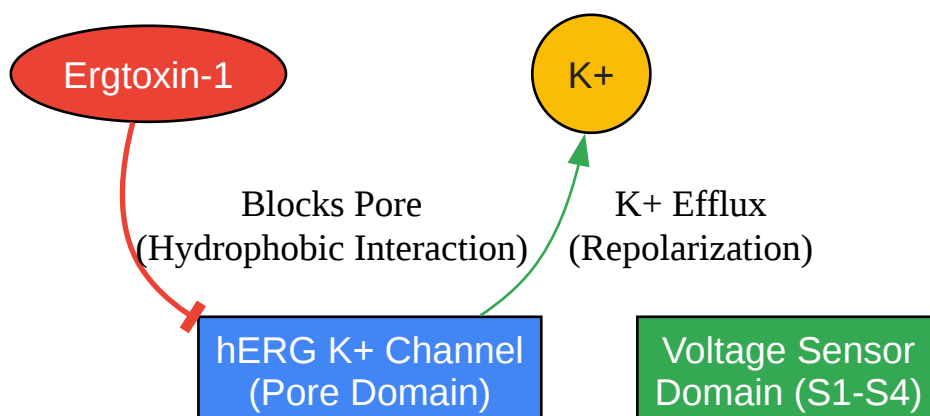 Ergtoxin-1
K+
Blocks Pore
(Hydrophobic Interaction)
K+ Efflux
(Repolarization)
hERG K+ Channel
(Pore Domain)
Voltage Sensor
Domain (S1-S4)